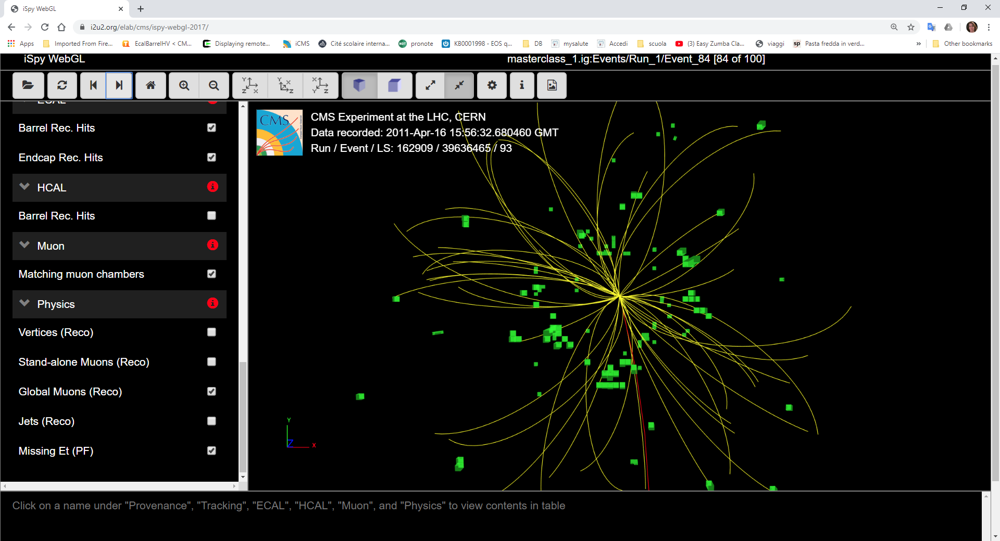 iSpy WebGL
i2u2.org/elab/cms/ispy-webgl-2017/
Apps Imported From Fire... EcalBarrelHV < CM... Displaying remote... iCMS Cité scolaire interna... pronote KB0001998 - EOS q... DB mysalute Accedi scuola (3) Easy Zumba Cla... viaggi sp Pasta fredda in verd... » Other bookmarks
iSpy WebGL masterclass_1.ig:Events/Run_1/Event_84 [84 of 100]
Y Z X Y X Z X Y Z
ECAL
Barrel Rec. Hits
Endcap Rec. Hits
HCAL
Barrel Rec. Hits
Muon
Matching muon chambers
Physics
Vertices (Reco)
Stand-alone Muons (Reco)
Global Muons (Reco)
Jets (Reco)
Missing Et (PF)
CMS
CMS Experiment at the LHC, CERN
Data recorded: 2011-Apr-16 15:56:32.680460 GMT
Run / Event / LS: 162909 / 39636465 / 93
Y
Z X
Click on a name under "Provenance", "Tracking", "ECAL", "HCAL", "Muon", and "Physics" to view contents in table